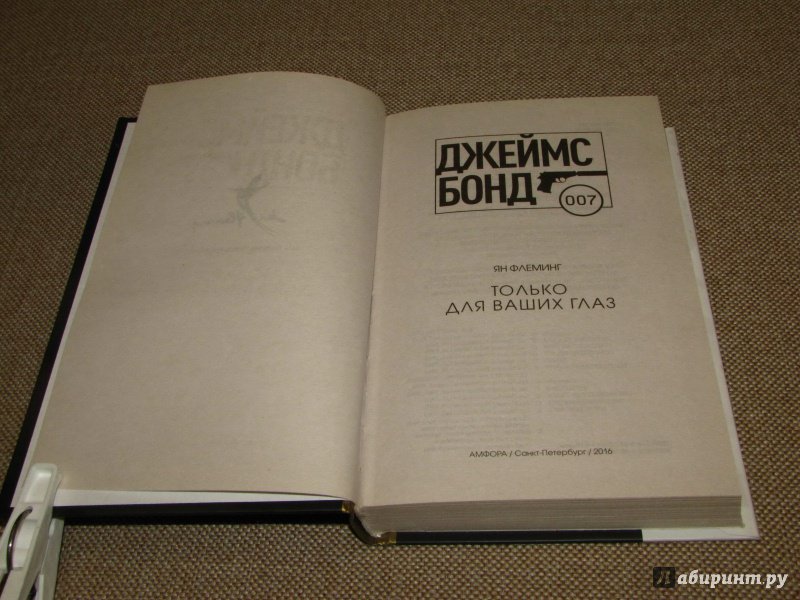 ДЖЕЙМС
БОНД
007
ЯН ФЛЕМИНГ
ТОЛЬКО
ДЛЯ ВАШИХ ГЛАЗ
АМФОРА / Санкт-Петербург / 2016
Лабиринт.ру